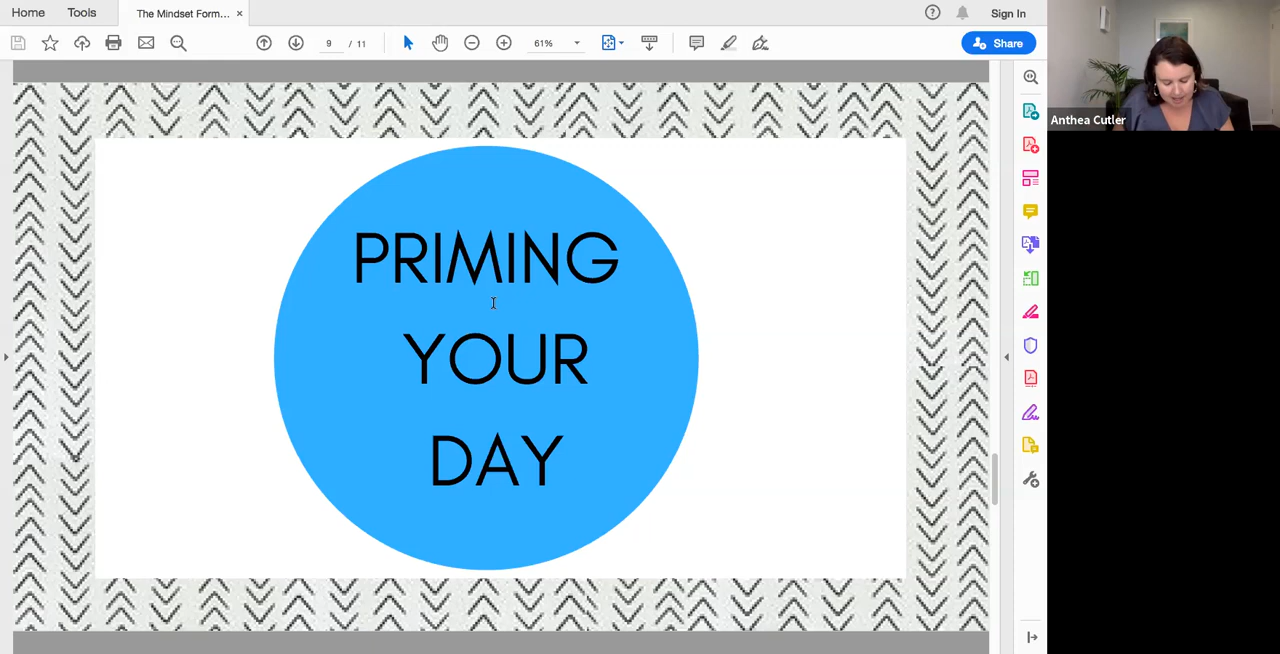 Home Tools The Mindset Form... × Sign In
9 / 11 61% Share
Anthea Cutler
PRIMING
YOUR
DAY